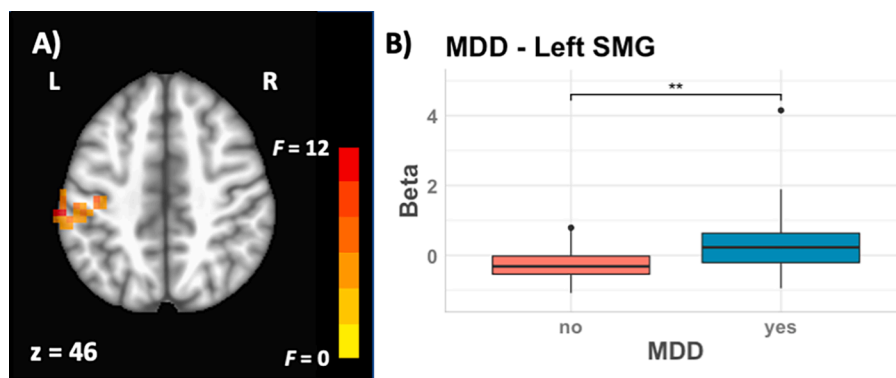 A)
L
R
F = 12
F = 0
z = 46
B)
MDD - Left SMG
**
4
2
0
Beta
no
yes
MDD